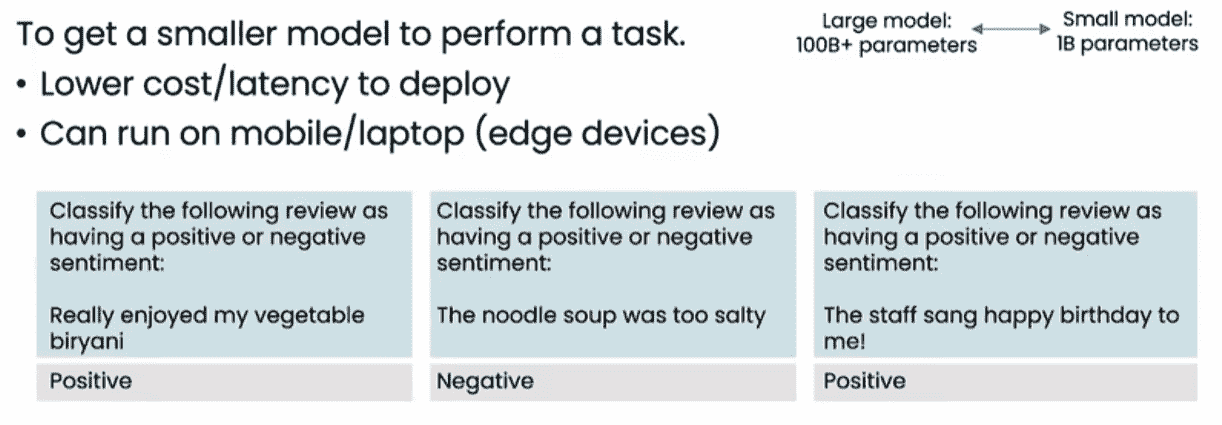 To get a smaller model to perform a task.
• Lower cost/latency to deploy
• Can run on mobile/laptop (edge devices)
Large model:
100B+ parameters
Small model:
1B parameters
Classify the following review as
having a positive or negative
sentiment:
Really enjoyed my vegetable
biryani
Positive
Classify the following review as
having a positive or negative
sentiment:
The noodle soup was too salty
Negative
Classify the following review as
having a positive or negative
sentiment:
The staff sang happy birthday to
me!
Positive